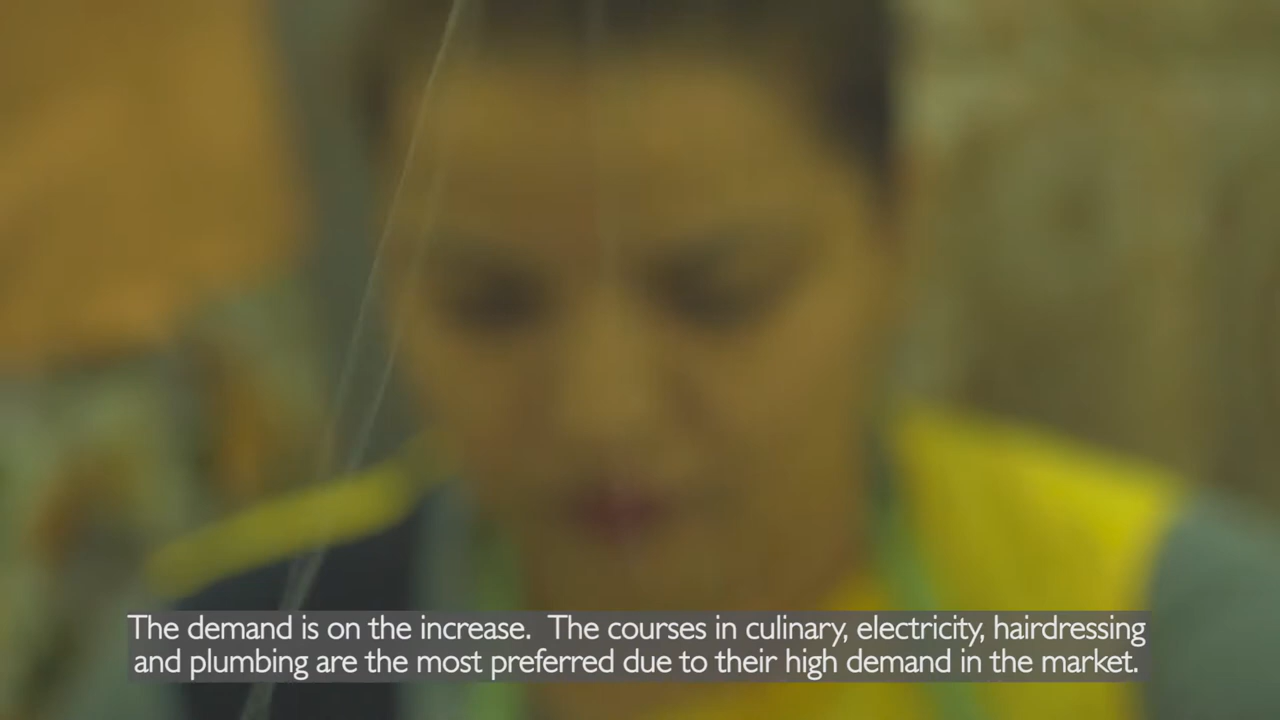 The demand is on the increase.  The courses in culinary, electricity, hairdressing
and plumbing are the most preferred due to their high demand in the market.